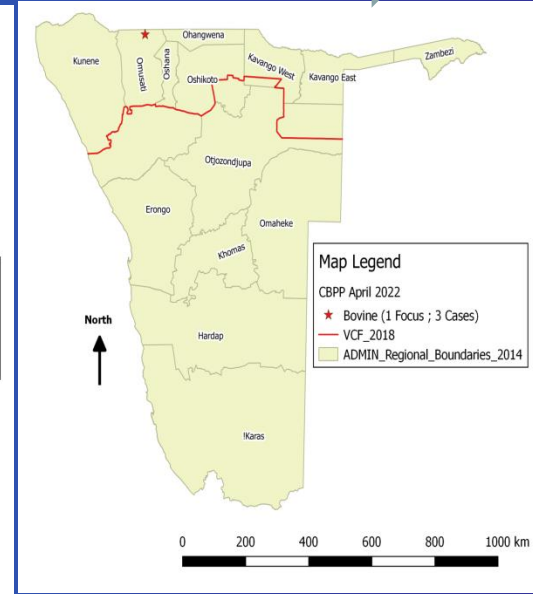 Ohangwena
Zambezi
Kunene
Omusati
Oshana
Kavango West
Oshikoto
Kavango East
Otjozondjupa
Erongo
Omaheke
Khomas
Hardap
!Karas
North
Map Legend
CBPP April 2022
Bovine (1 Focus ; 3 Cases)
VCF_2018
ADMIN_Regional_Boundaries_2014
0 200 400 600 800 1000 km